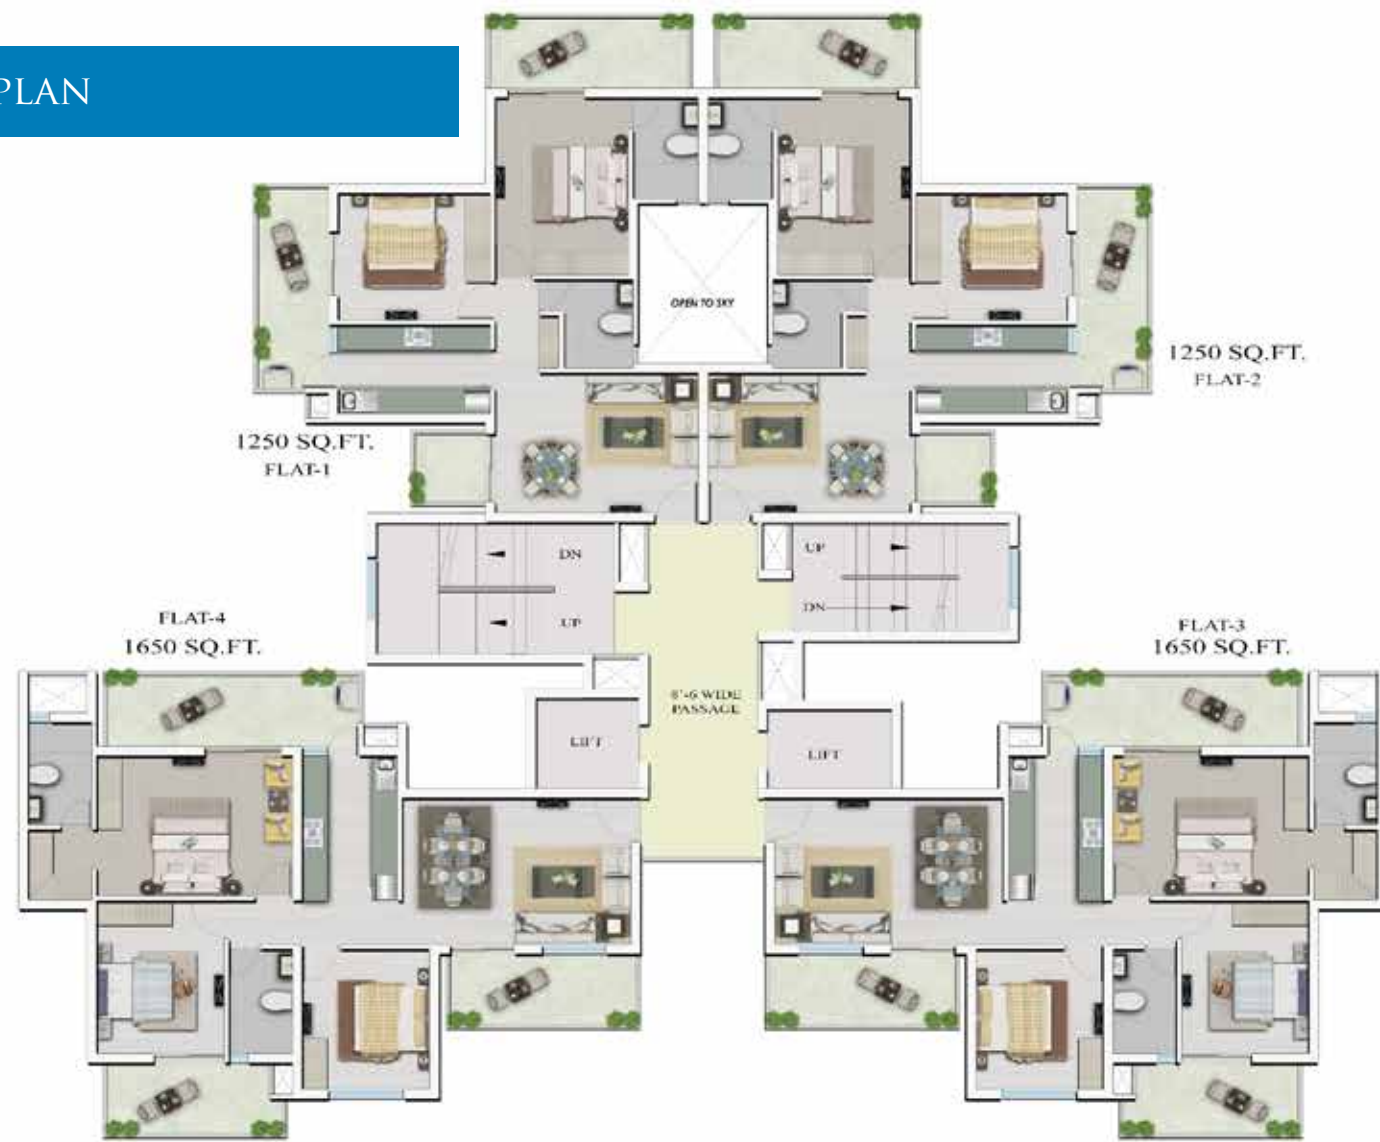 PLAN
OPEN TO SKY
1250 SQ.FT.
FLAT-2
1250 SQ.FT.
FLAT-1
DN
UP
UP
DN
FLAT-4
1650 SQ.FT.
FLAT-3
1650 SQ.FT.
8'-6 WIDE
PASSAGE
LIFT
LIFT